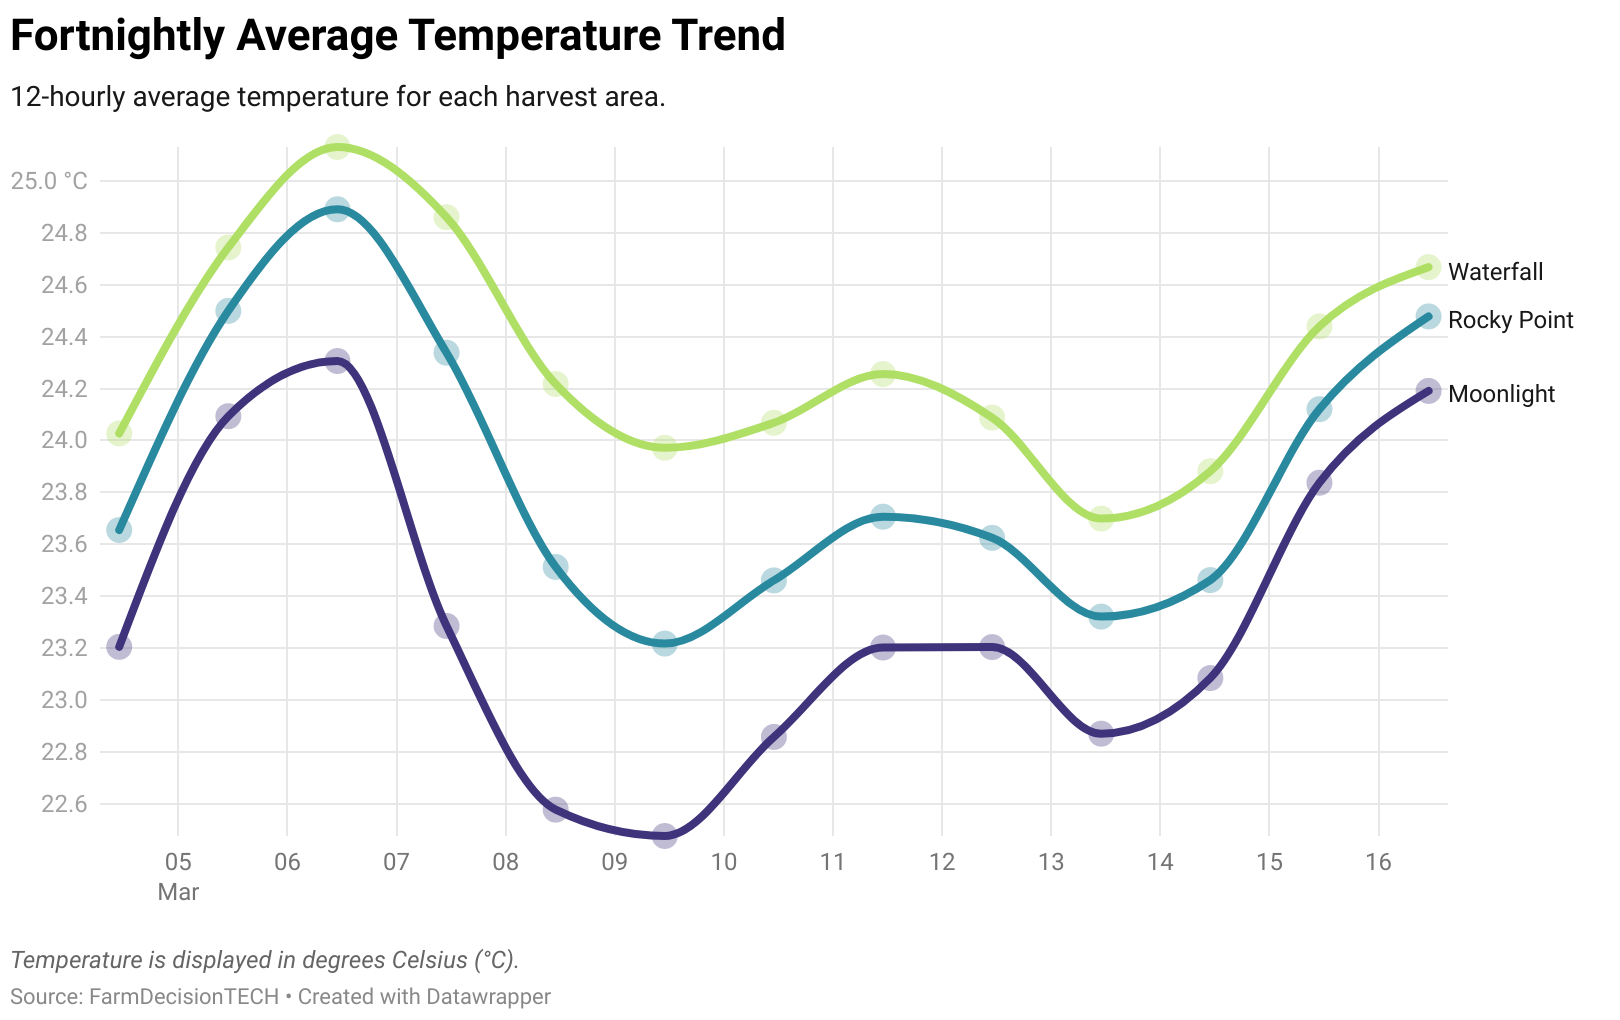 Fortnightly Average Temperature Trend
12-hourly average temperature for each harvest area.
25.0 °C
24.8
24.6
24.4
24.2
24.0
23.8
23.6
23.4
23.2
23.0
22.8
22.6
Waterfall
Rocky Point
Moonlight
05 06 07 08 09 10 11 12 13 14 15 16
Mar
Temperature is displayed in degrees Celsius (°C).
Source: FarmDecisionTECH • Created with Datawrapper